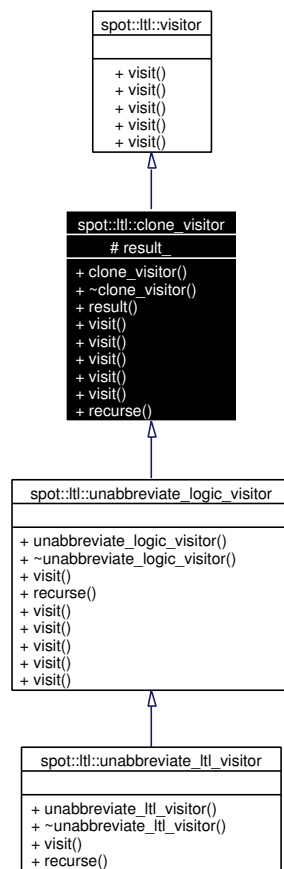 spot::ltl::visitor
+ visit()
+ visit()
+ visit()
+ visit()
+ visit()
spot::ltl::clone_visitor
# result_
+ clone_visitor()
+ ~clone_visitor()
+ result()
+ visit()
+ visit()
+ visit()
+ visit()
+ visit()
+ recurse()
spot::ltl::unabbreviate_logic_visitor
+ unabbreviate_logic_visitor()
+ ~unabbreviate_logic_visitor()
+ visit()
+ recurse()
+ visit()
+ visit()
+ visit()
+ visit()
+ visit()
spot::ltl::unabbreviate_ltl_visitor
+ unabbreviate_ltl_visitor()
+ ~unabbreviate_ltl_visitor()
+ visit()
+ recurse()